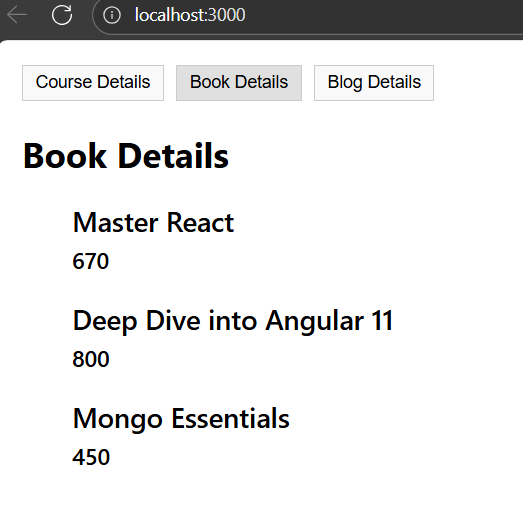 localhost:3000
Course Details Book Details Blog Details
Book Details
Master React
670
Deep Dive into Angular 11
800
Mongo Essentials
450